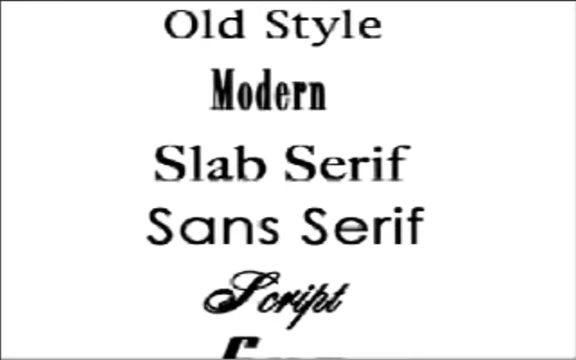 Old Style
Modern
Slab Serif
Sans Serif
Script